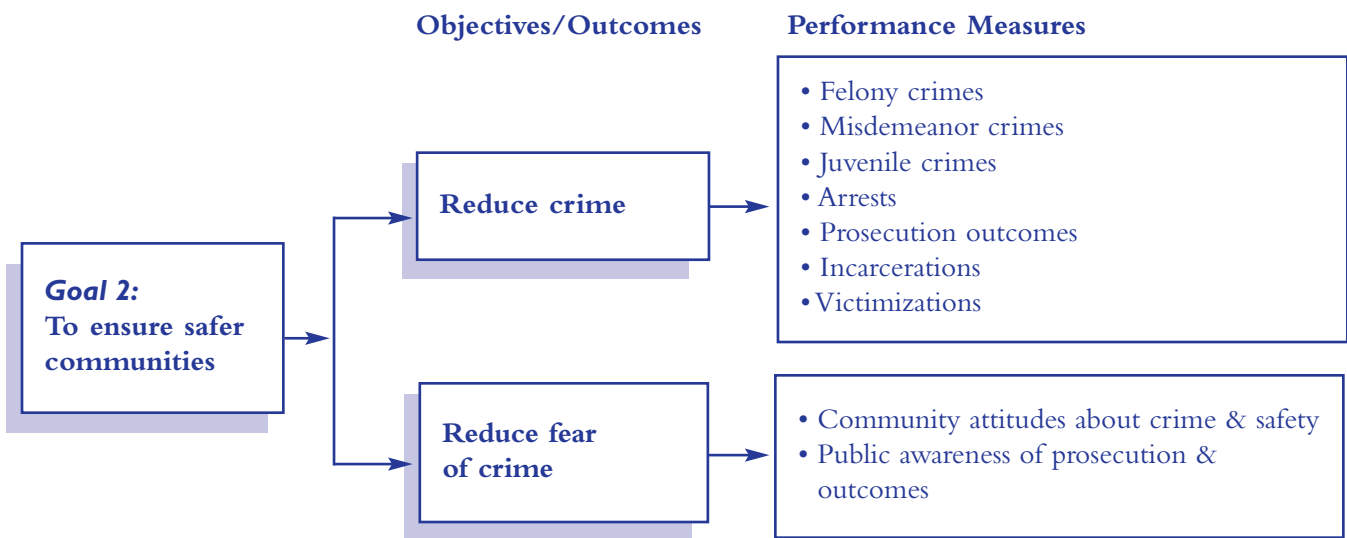 Objectives/Outcomes
Performance Measures
Goal 2:
To ensure safer
communities
Reduce crime
• Felony crimes
• Misdemeanor crimes
• Juvenile crimes
• Arrests
• Prosecution outcomes
• Incarcerations
• Victimizations
Reduce fear
of crime
• Community attitudes about crime & safety
• Public awareness of prosecution &
outcomes